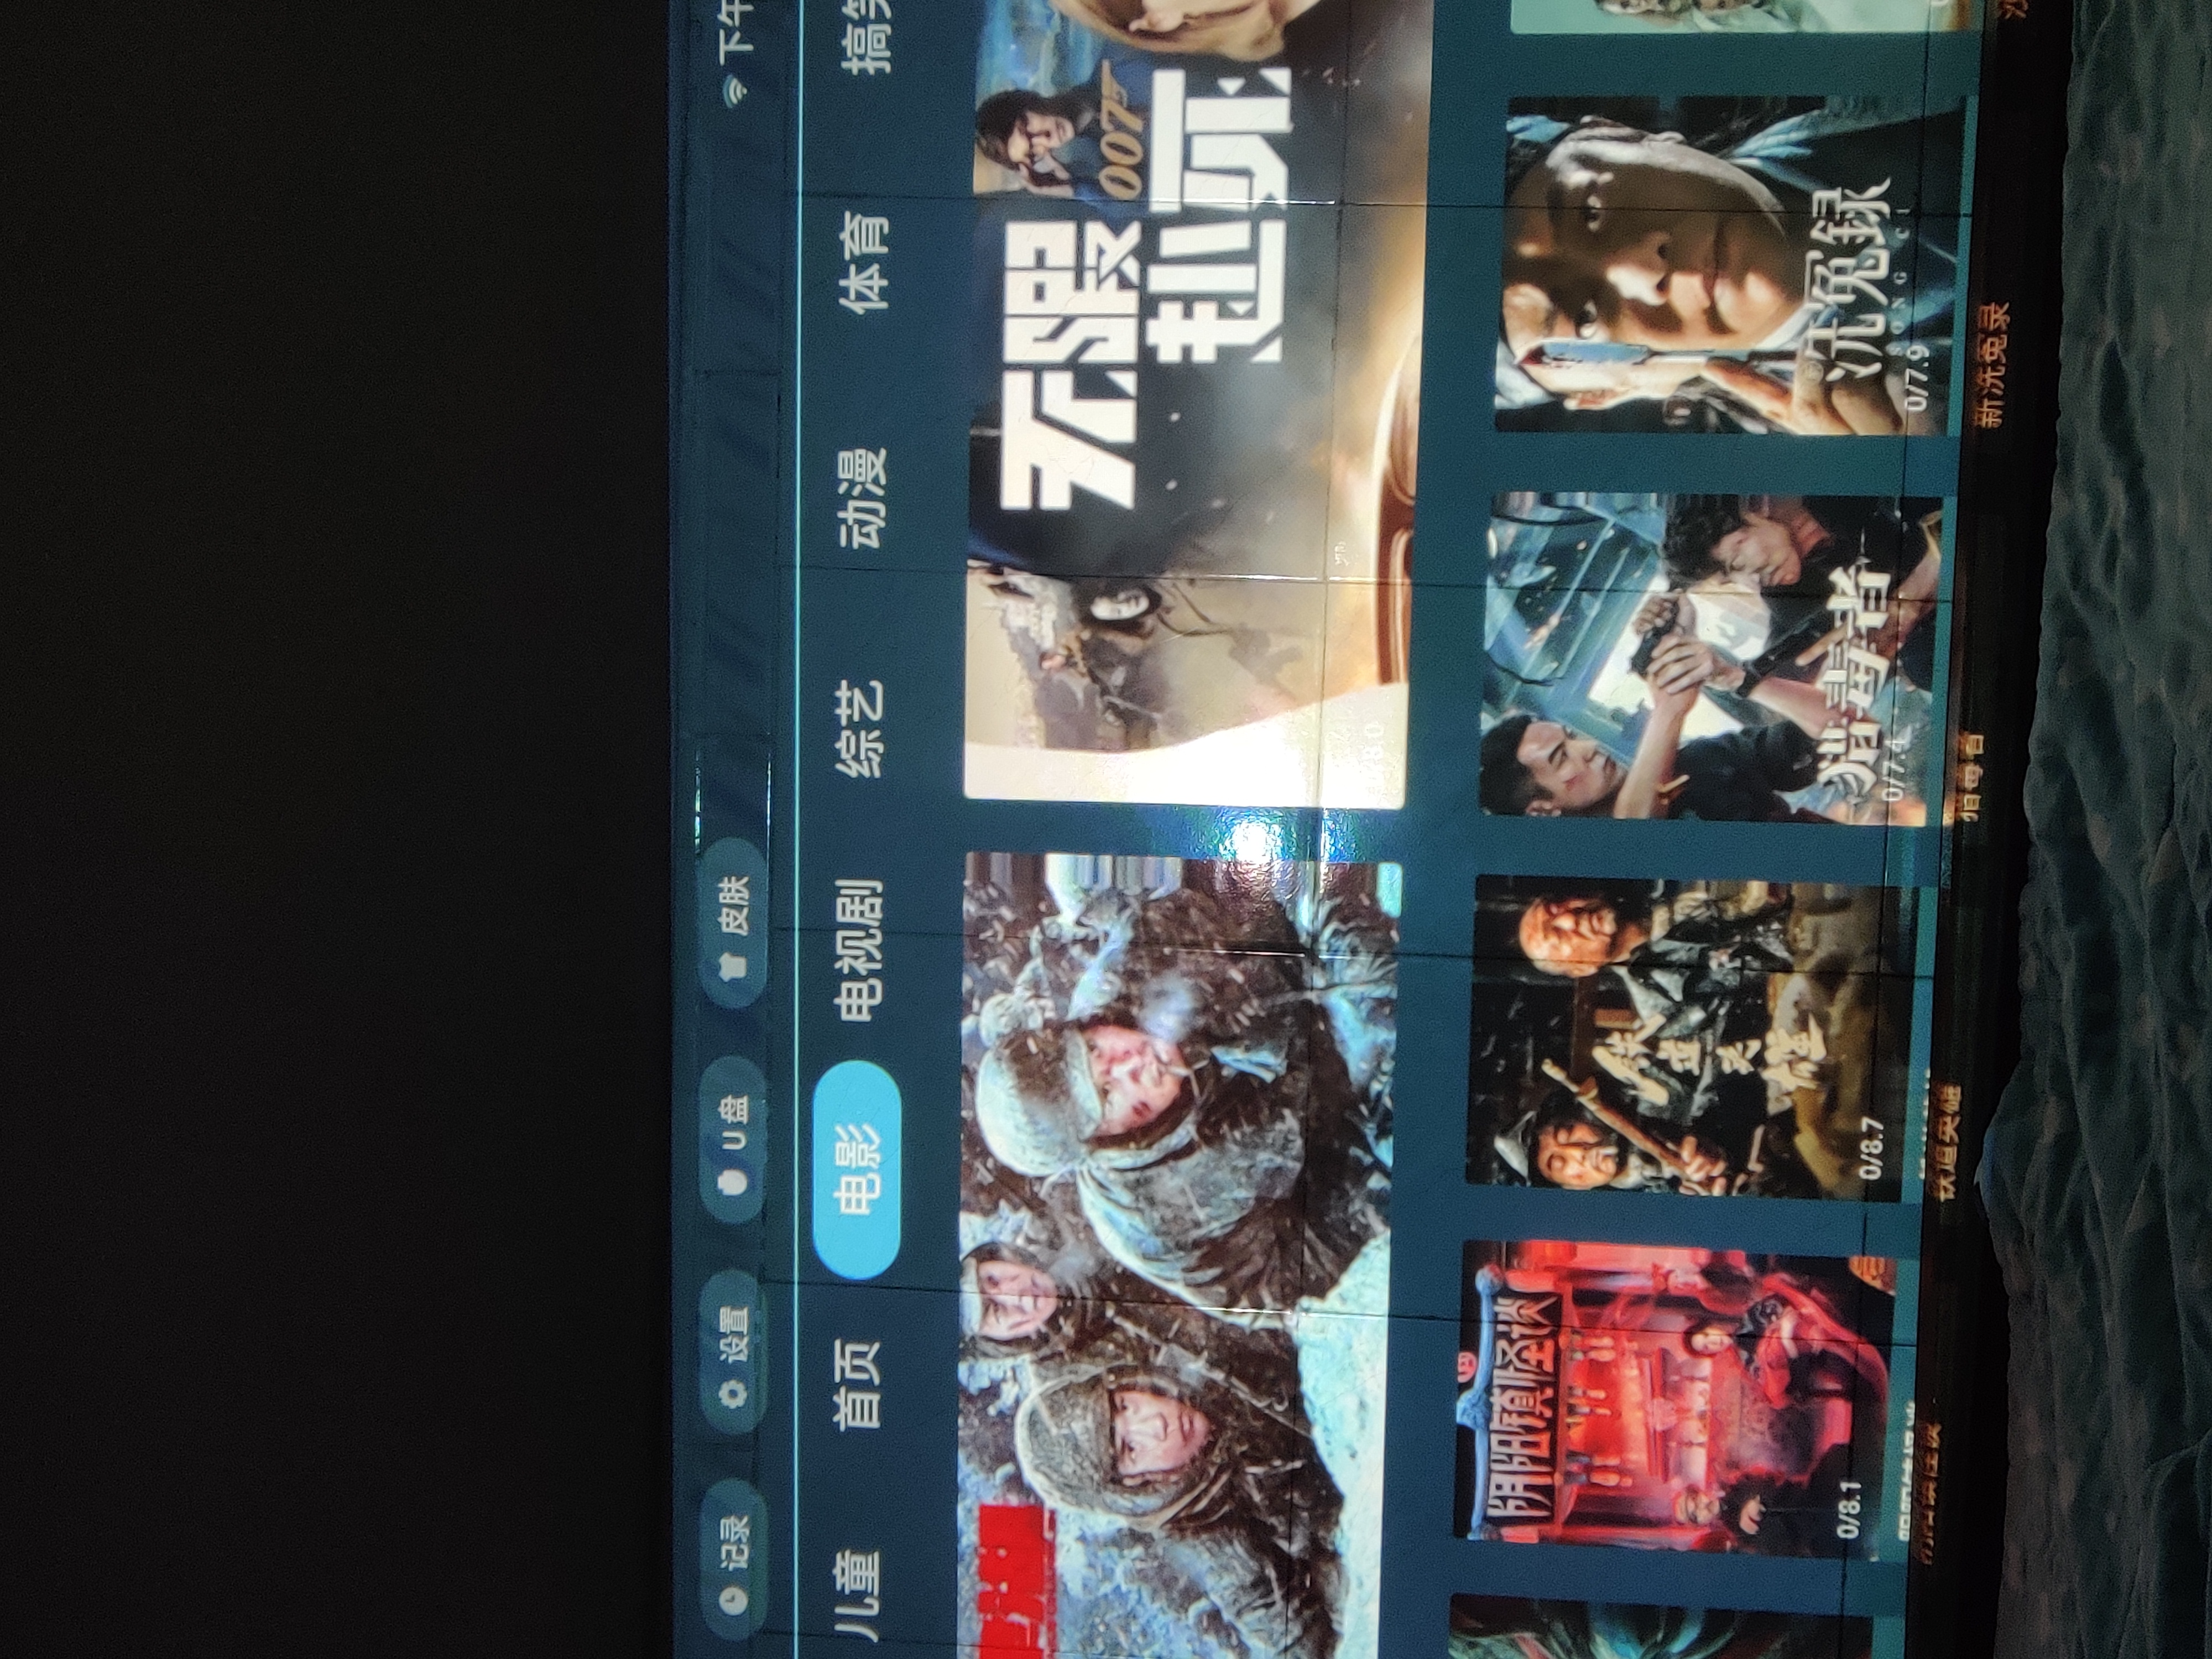 记录 设置 U盘 皮肤 下午
儿童 首页 电影 电视剧 综艺 动漫 体育 搞笑
无暇
007
赴死
8.0
阴阳镇怪谈
铁道英雄
猎毒者
洗冤録
SONG CI
0/8.1
0/8.7
0/7.4
0/7.9
阴阳镇怪谈
铁道英雄
猎毒者
新洗冤录